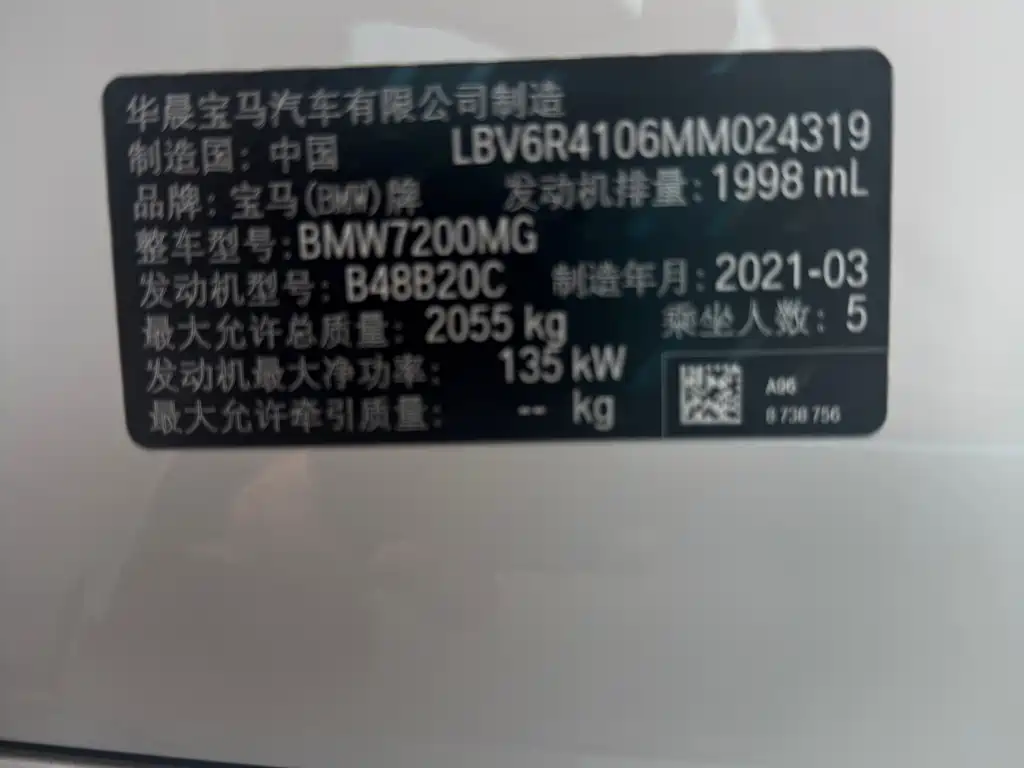 华晨宝马汽车有限公司制造
制造国：中国 LBV6R4106MM024319
品牌：宝马(BMW)牌 发动机排量：1998 mL
整车型号：BMW7200MG
发动机型号：B48B20C 制造年月：2021-03
最大允许总质量：2055 kg 乘坐人数：5
发动机最大净功率：135 kW
最大允许牵引质量：-- kg
A06
8 738 756